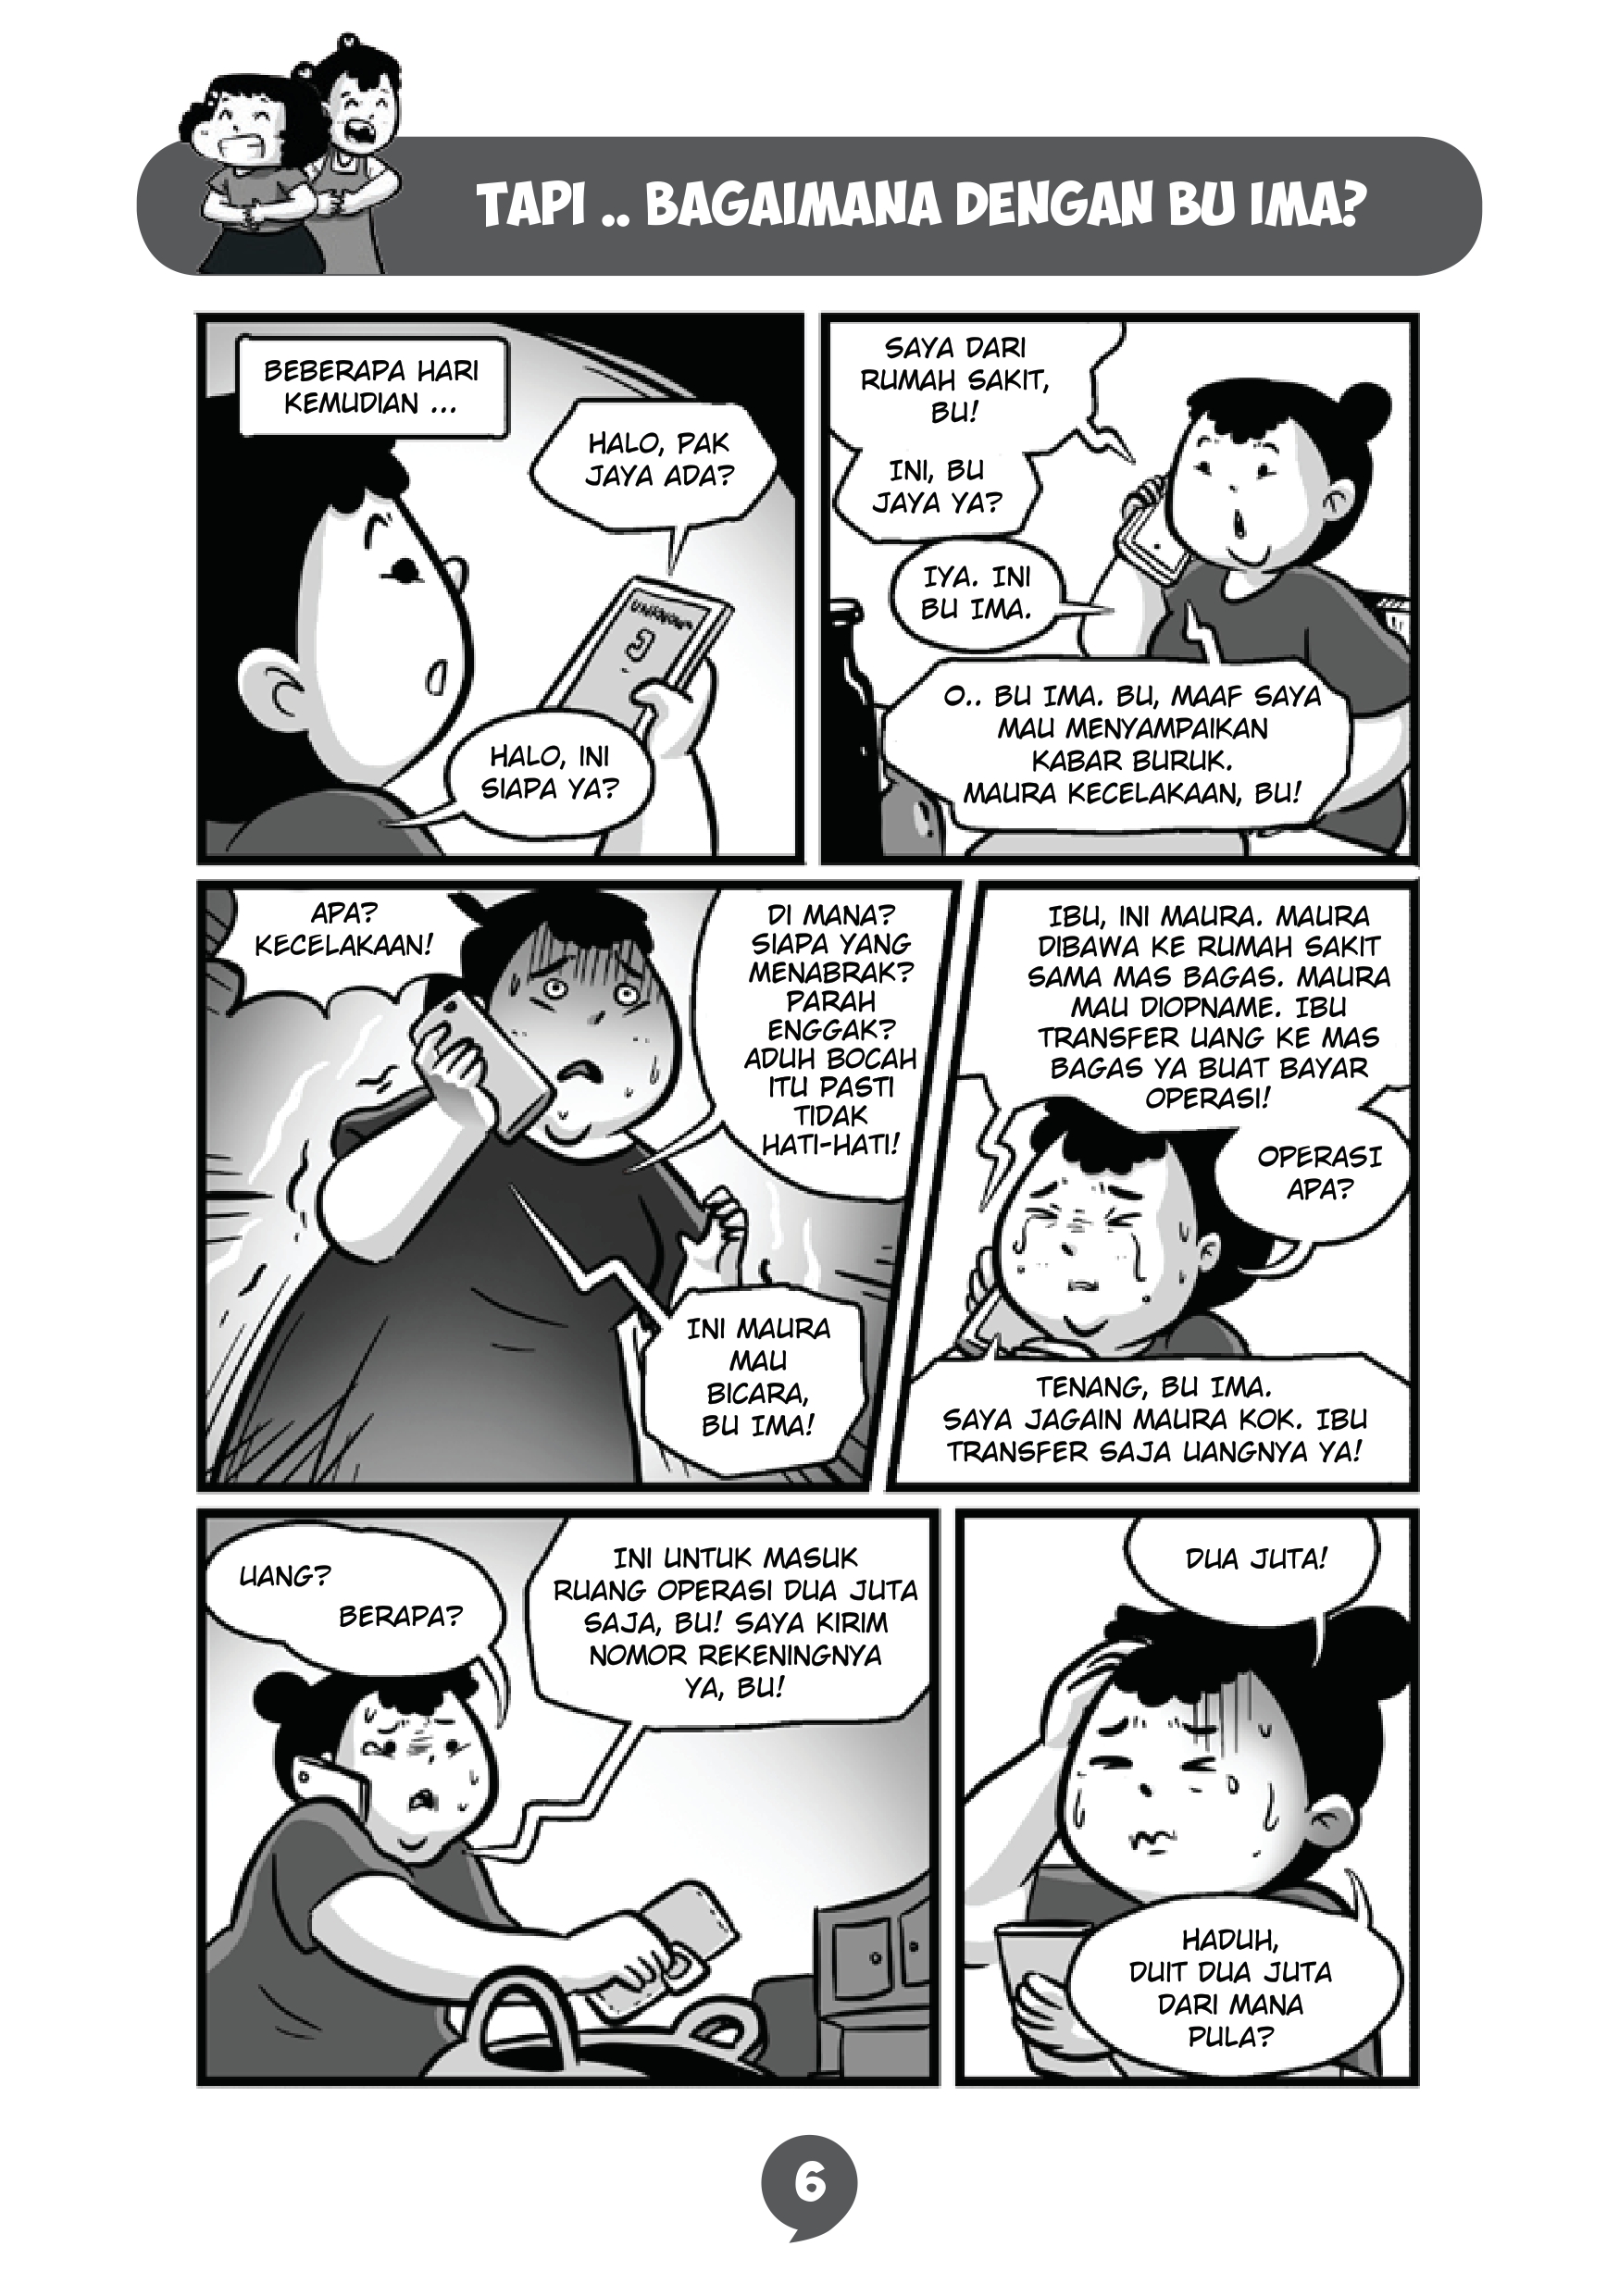 TAPI .. BAGAIMANA DENGAN BU IMA?
BEBERAPA HARI
KEMUDIAN ...
HALO, PAK
JAYA ADA?
UNKNOWN
HALO, INI
SIAPA YA?
SAYA DARI
RUMAH SAKIT,
BU!
INI, BU
JAYA YA?
IYA. INI
BU IMA.
O.. BU IMA. BU, MAAF SAYA
MAU MENYAMPAIKAN
KABAR BURUK.
MAURA KECELAKAAN, BU!
APA?
KECELAKAAN!
DI MANA?
SIAPA YANG
MENABRAK?
PARAH
ENGGAK?
ADUH BOCAH
ITU PASTI
TIDAK
HATI-HATI!
INI MAURA
MAU
BICARA,
BU IMA!
IBU, INI MAURA. MAURA
DIBAWA KE RUMAH SAKIT
SAMA MAS BAGAS. MAURA
MAU DIOPNAME. IBU
TRANSFER UANG KE MAS
BAGAS YA BUAT BAYAR
OPERASI!
OPERASI
APA?
TENANG, BU IMA.
SAYA JAGAIN MAURA KOK. IBU
TRANSFER SAJA UANGNYA YA!
UANG?
BERAPA?
INI UNTUK MASUK
RUANG OPERASI DUA JUTA
SAJA, BU! SAYA KIRIM
NOMOR REKENINGNYA
YA, BU!
DUA JUTA!
HADUH,
DUIT DUA JUTA
DARI MANA
PULA?
6